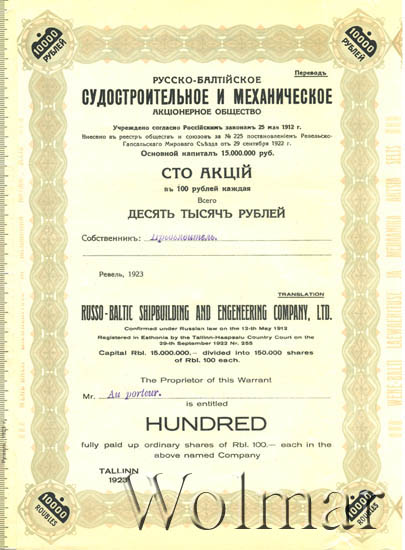 10000
РУБЛЕЙ
10000
РУБЛЕЙ
Переводъ
РУССКО-БАЛТІЙСКОЕ
СУДОСТРОИТЕЛЬНОЕ И МЕХАНИЧЕСКОЕ
АКЦИОНЕРНОЕ ОБЩЕСТВО
Учреждено согласно Россійскимъ законамъ 25 мая 1912 г.
Внесено въ реестръ обществъ и союзовъ за № 225 постановленіемъ Ревельско-
Гапсальскаго Мирового Съѣзда отъ 29 сентября 1922 г.
Основной капиталъ 15.000.000 руб.
СТО АКЦІЙ
въ 100 рублей каждая
Всего
ДЕСЯТЬ ТЫСЯЧЪ РУБЛЕЙ
Собственникъ: Предъявитель.
Ревель, 1923
TRANSLATION
RUSSO-BALTIC SHIPBUILDING AND ENGENEERING COMPANY, LTD.
Confirmed under Russian law on the 12-th May 1912
Registered in Esthonia by the Tallinn-Haapsalu Country Court on the
29-th September 1922 Nr. 255
Capital Rbl. 15.000.000.— divided into 150.000 shares
of Rbl. 100 each.
The Proprietor of this Warrant
Mr. Au porteur.
is entitled
HUNDRED
fully paid up ordinary shares of Rbl. 100.— each in the
above named Company
TALLINN
1923
10000
ROUBLES
10000
ROUBLES
Wolmar